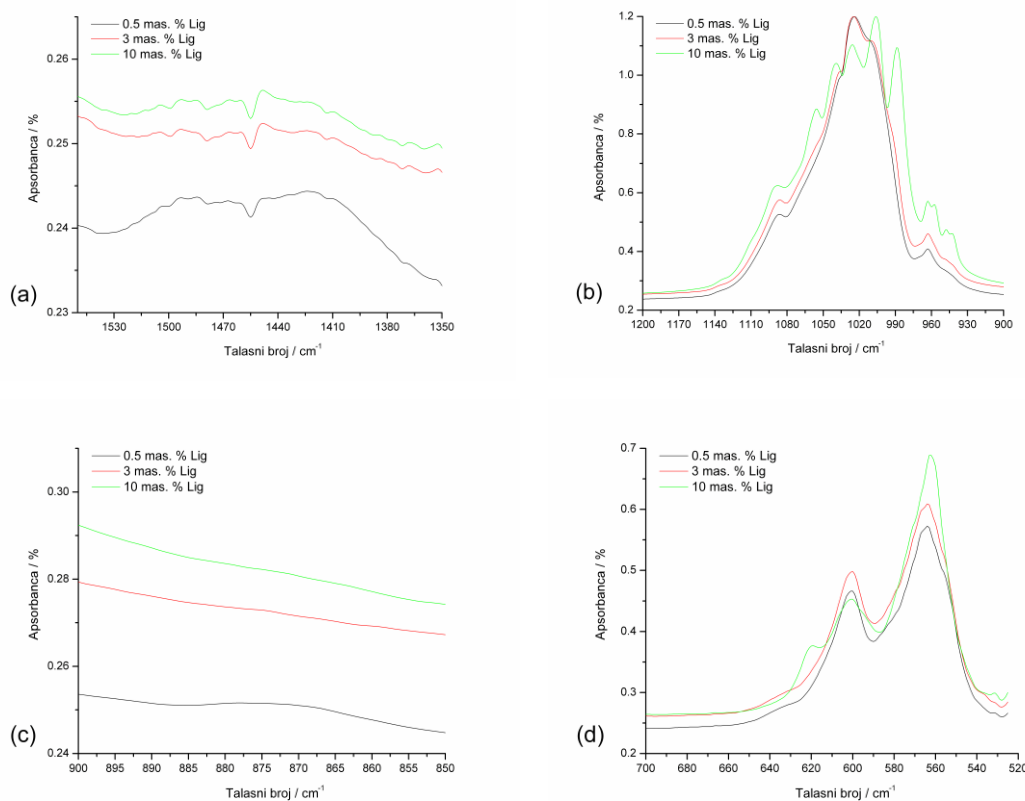 (a)
0.5 mas. % Lig
3 mas. % Lig
10 mas. % Lig
Apsorbanca / %
0.26
0.25
0.24
0.23
1530 1500 1470 1440 1410 1380 1350
Talasni broj / cm⁻¹
(b)
0.5 mas. % Lig
3 mas. % Lig
10 mas. % Lig
Apsorbanca / %
1.2
1.0
0.8
0.6
0.4
0.2
1200 1170 1140 1110 1080 1050 1020 990 960 930 900
Talasni broj / cm⁻¹
(c)
0.5 mas. % Lig
3 mas. % Lig
10 mas. % Lig
Apsorbanca / %
0.30
0.28
0.26
0.24
900 895 890 885 880 875 870 865 860 855 850
Talasni broj / cm⁻¹
(d)
0.5 mas. % Lig
3 mas. % Lig
10 mas. % Lig
Apsorbanca / %
0.7
0.6
0.5
0.4
0.3
0.2
700 680 660 640 620 600 580 560 540 520
Talasni broj / cm⁻¹